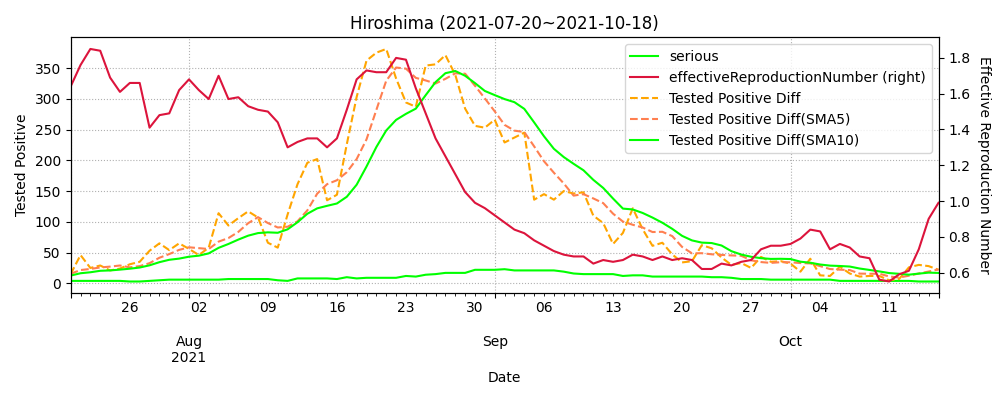 Hiroshima (2021-07-20~2021-10-18)
serious
effectiveReproductionNumber (right)
Tested Positive Diff
Tested Positive Diff(SMA5)
Tested Positive Diff(SMA10)
Tested Positive
350
300
250
200
150
100
50
0
1.8
1.6
1.4
1.2
1.0
0.8
0.6
Effective Reproduction Number
26 02 09 16 23 30 06 13 20 27 04 11
Aug Sep Oct
2021
Date